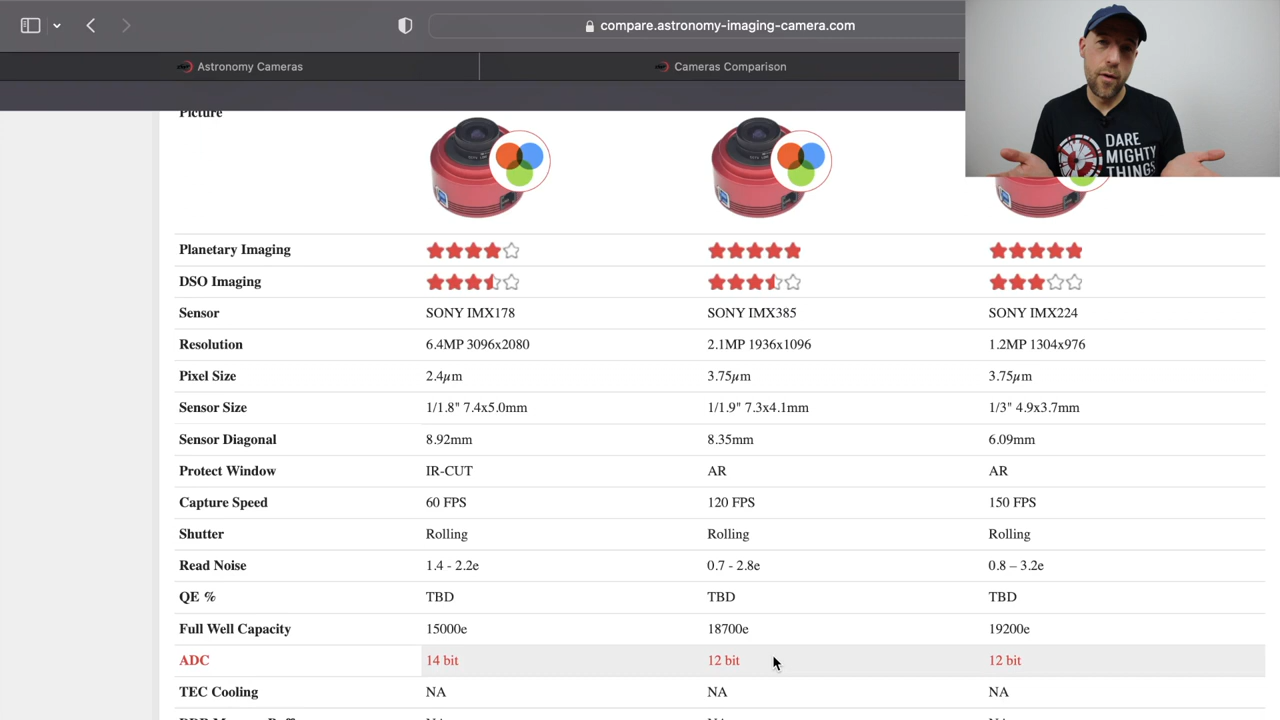 compare.astronomy-imaging-camera.com
Astronomy Cameras
Cameras Comparison
DARE
MIGHTY
THINGS
Picture
Planetary Imaging
DSO Imaging
Sensor SONY IMX178 SONY IMX385 SONY IMX224
Resolution 6.4MP 3096x2080 2.1MP 1936x1096 1.2MP 1304x976
Pixel Size 2.4μm 3.75μm 3.75μm
Sensor Size 1/1.8" 7.4x5.0mm 1/1.9" 7.3x4.1mm 1/3" 4.9x3.7mm
Sensor Diagonal 8.92mm 8.35mm 6.09mm
Protect Window IR-CUT AR AR
Capture Speed 60 FPS 120 FPS 150 FPS
Shutter Rolling Rolling Rolling
Read Noise 1.4 - 2.2e 0.7 - 2.8e 0.8 – 3.2e
QE % TBD TBD TBD
Full Well Capacity 15000e 18700e 19200e
ADC 14 bit 12 bit 12 bit
TEC Cooling NA NA NA